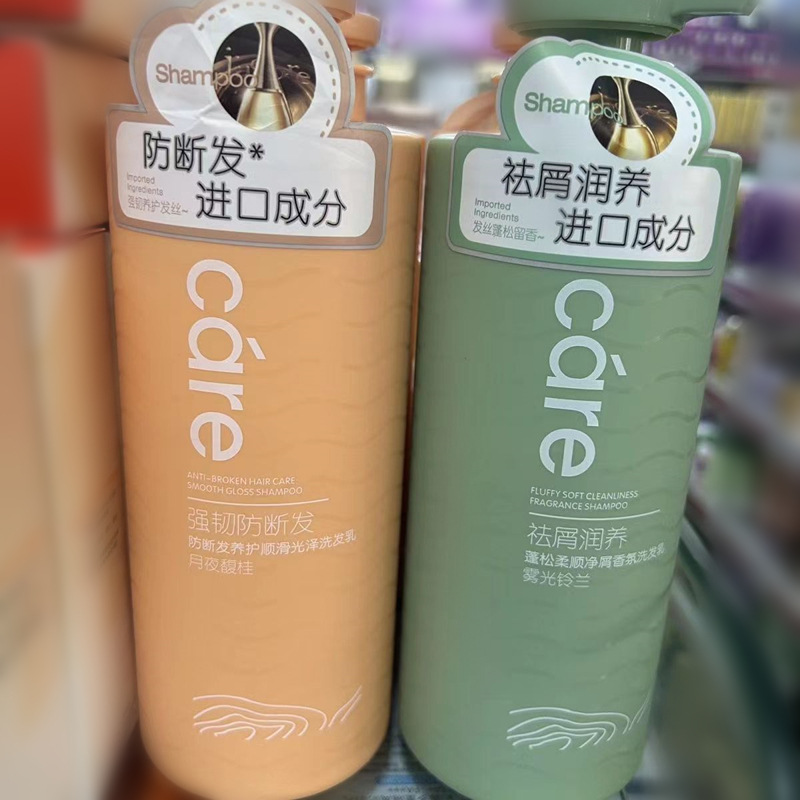 Shampoo
防断发*
Imported
Ingredients
强韧养护发丝~
进口成分
cáre
ANTI-BROKEN HAIR CARE
SMOOTH GLOSS SHAMPOO
强韧防断发
防断发养护顺滑光泽洗发乳
月夜馥桂
Shampoo
祛屑润养
Imported
Ingredients
发丝蓬松留香~
进口成分
cáre
FLUFFY SOFT CLEANLINESS
FRAGRANCE SHAMPOO
祛屑润养
蓬松柔顺净屑香氛洗发乳
雾光铃兰